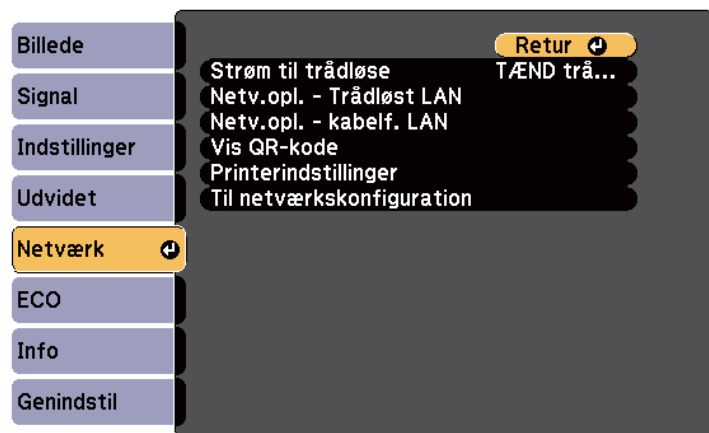 Billede
Signal
Indstillinger
Udvidet
Netværk
ECO
Info
Genindstil
Retur
Strøm til trådløse TÆND trå...
Netv.opl. - Trådløst LAN
Netv.opl. - kabelf. LAN
Vis QR-kode
Printerindstillinger
Til netværkskonfiguration